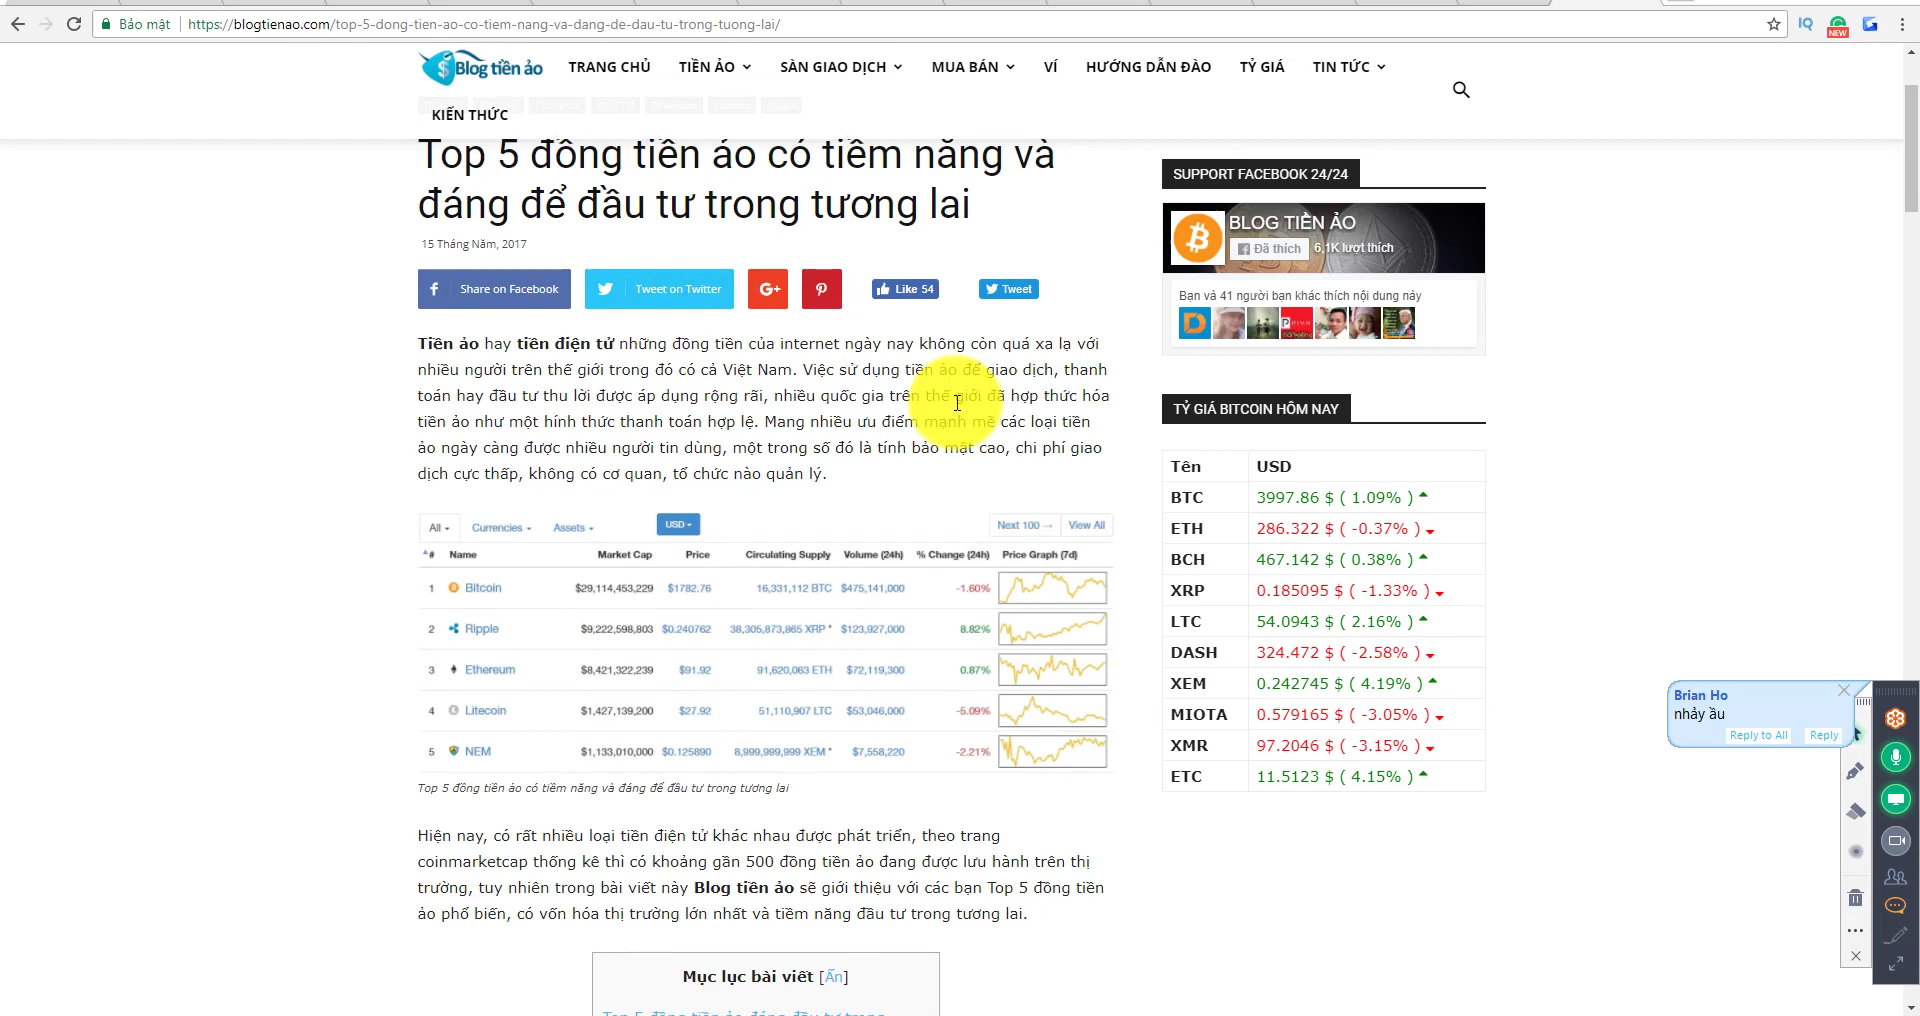 Bảo mật
https://blogtienao.com/top-5-dong-tien-ao-co-tiem-nang-va-dang-de-dau-tu-trong-tuong-lai/
IQ
NEW
Blog tiền ảo
TRANG CHỦ
TIỀN ẢO
SÀN GIAO DỊCH
MUA BÁN
VÍ
HƯỚNG DẪN ĐÀO
TỶ GIÁ
TIN TỨC
KIẾN THỨC
Top 5 đồng tiền ảo có tiềm năng và
đáng để đầu tư trong tương lai
15 Tháng Năm, 2017
Share on Facebook
Tweet on Twitter
G+
Like 54
Tweet
Tiền ảo hay tiền điện tử những đồng tiền của internet ngày nay không còn quá xa lạ với
nhiều người trên thế giới trong đó có cả Việt Nam. Việc sử dụng tiền ảo để giao dịch, thanh
toán hay đầu tư thu lời được áp dụng rộng rãi, nhiều quốc gia trên thế giới đã hợp thức hóa
tiền ảo như một hính thức thanh toán hợp lệ. Mang nhiều ưu điểm mạnh mẽ các loại tiền
ảo ngày càng được nhiều người tin dùng, một trong số đó là tính bảo mật cao, chi phí giao
dịch cực thấp, không có cơ quan, tổ chức nào quản lý.
All
Currencies
Assets
USD
Next 100 →
View All
# Name Market Cap Price Circulating Supply Volume (24h) % Change (24h) Price Graph (7d)
1 Bitcoin $29,114,453,229 $1782.76 16,331,112 BTC $475,141,000 -1.60%
2 Ripple $9,222,598,803 $0.240762 38,305,873,865 XRP * $123,927,000 8.82%
3 Ethereum $8,421,322,239 $91.92 91,620,063 ETH $72,119,300 0.87%
4 Litecoin $1,427,139,200 $27.92 51,110,907 LTC $53,046,000 -5.09%
5 NEM $1,133,010,000 $0.125890 8,999,999,999 XEM * $7,558,220 -2.21%
Top 5 đồng tiền ảo có tiềm năng và đáng để đầu tư trong tương lai
Hiện nay, có rất nhiều loại tiền điện tử khác nhau được phát triển, theo trang
coinmarketcap thống kê thì có khoảng gần 500 đồng tiền ảo đang được lưu hành trên thị
trường, tuy nhiên trong bài viết này Blog tiền ảo sẽ giới thiệu với các bạn Top 5 đồng tiền
ảo phổ biến, có vốn hóa thị trường lớn nhất và tiềm năng đầu tư trong tương lai.
Mục lục bài viết [Ẩn]
SUPPORT FACEBOOK 24/24
BLOG TIỀN ẢO
Đã thích
6,1K lượt thích
Bạn và 41 người bạn khác thích nội dung này
TỶ GIÁ BITCOIN HÔM NAY
Tên USD
BTC 3997.86 $ ( 1.09% )
ETH 286.322 $ ( -0.37% )
BCH 467.142 $ ( 0.38% )
XRP 0.185095 $ ( -1.33% )
LTC 54.0943 $ ( 2.16% )
DASH 324.472 $ ( -2.58% )
XEM 0.242745 $ ( 4.19% )
MIOTA 0.579165 $ ( -3.05% )
XMR 97.2046 $ ( -3.15% )
ETC 11.5123 $ ( 4.15% )
Brian Ho
nhảy ầu
Reply to All
Reply